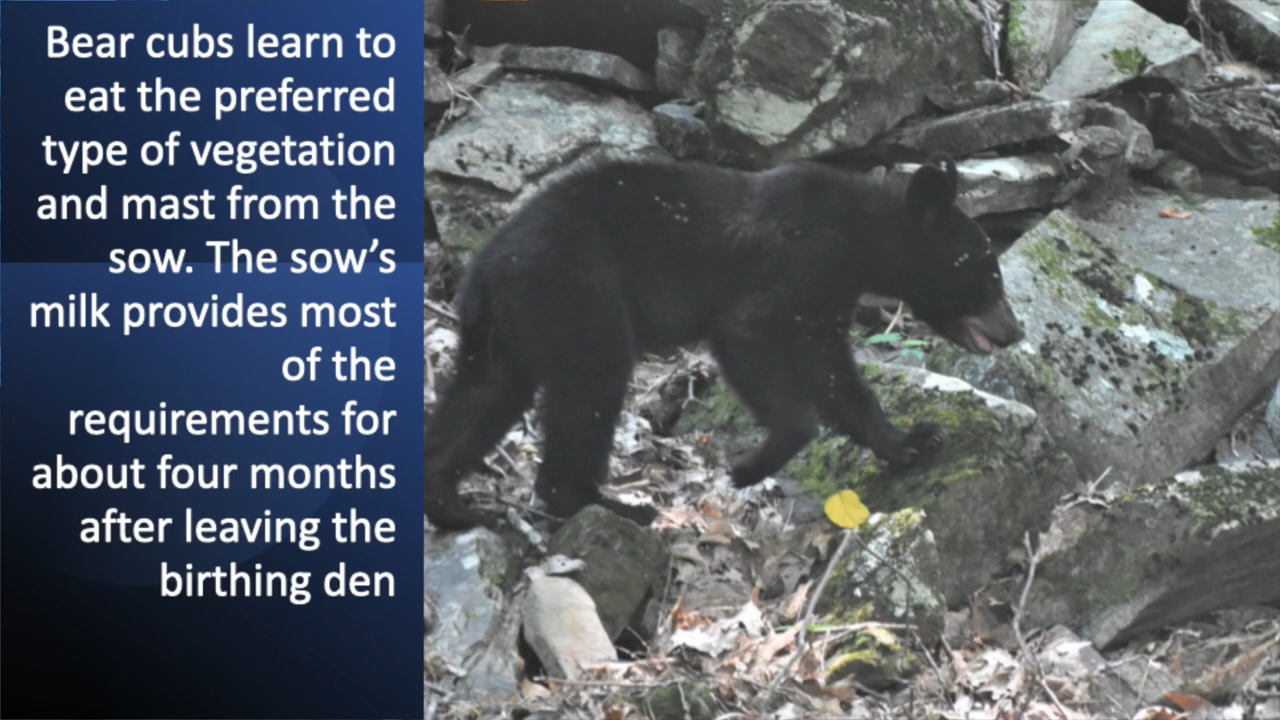 Bear cubs learn to
eat the preferred
type of vegetation
and mast from the
sow. The sow’s
milk provides most
of the
requirements for
about four months
after leaving the
birthing den